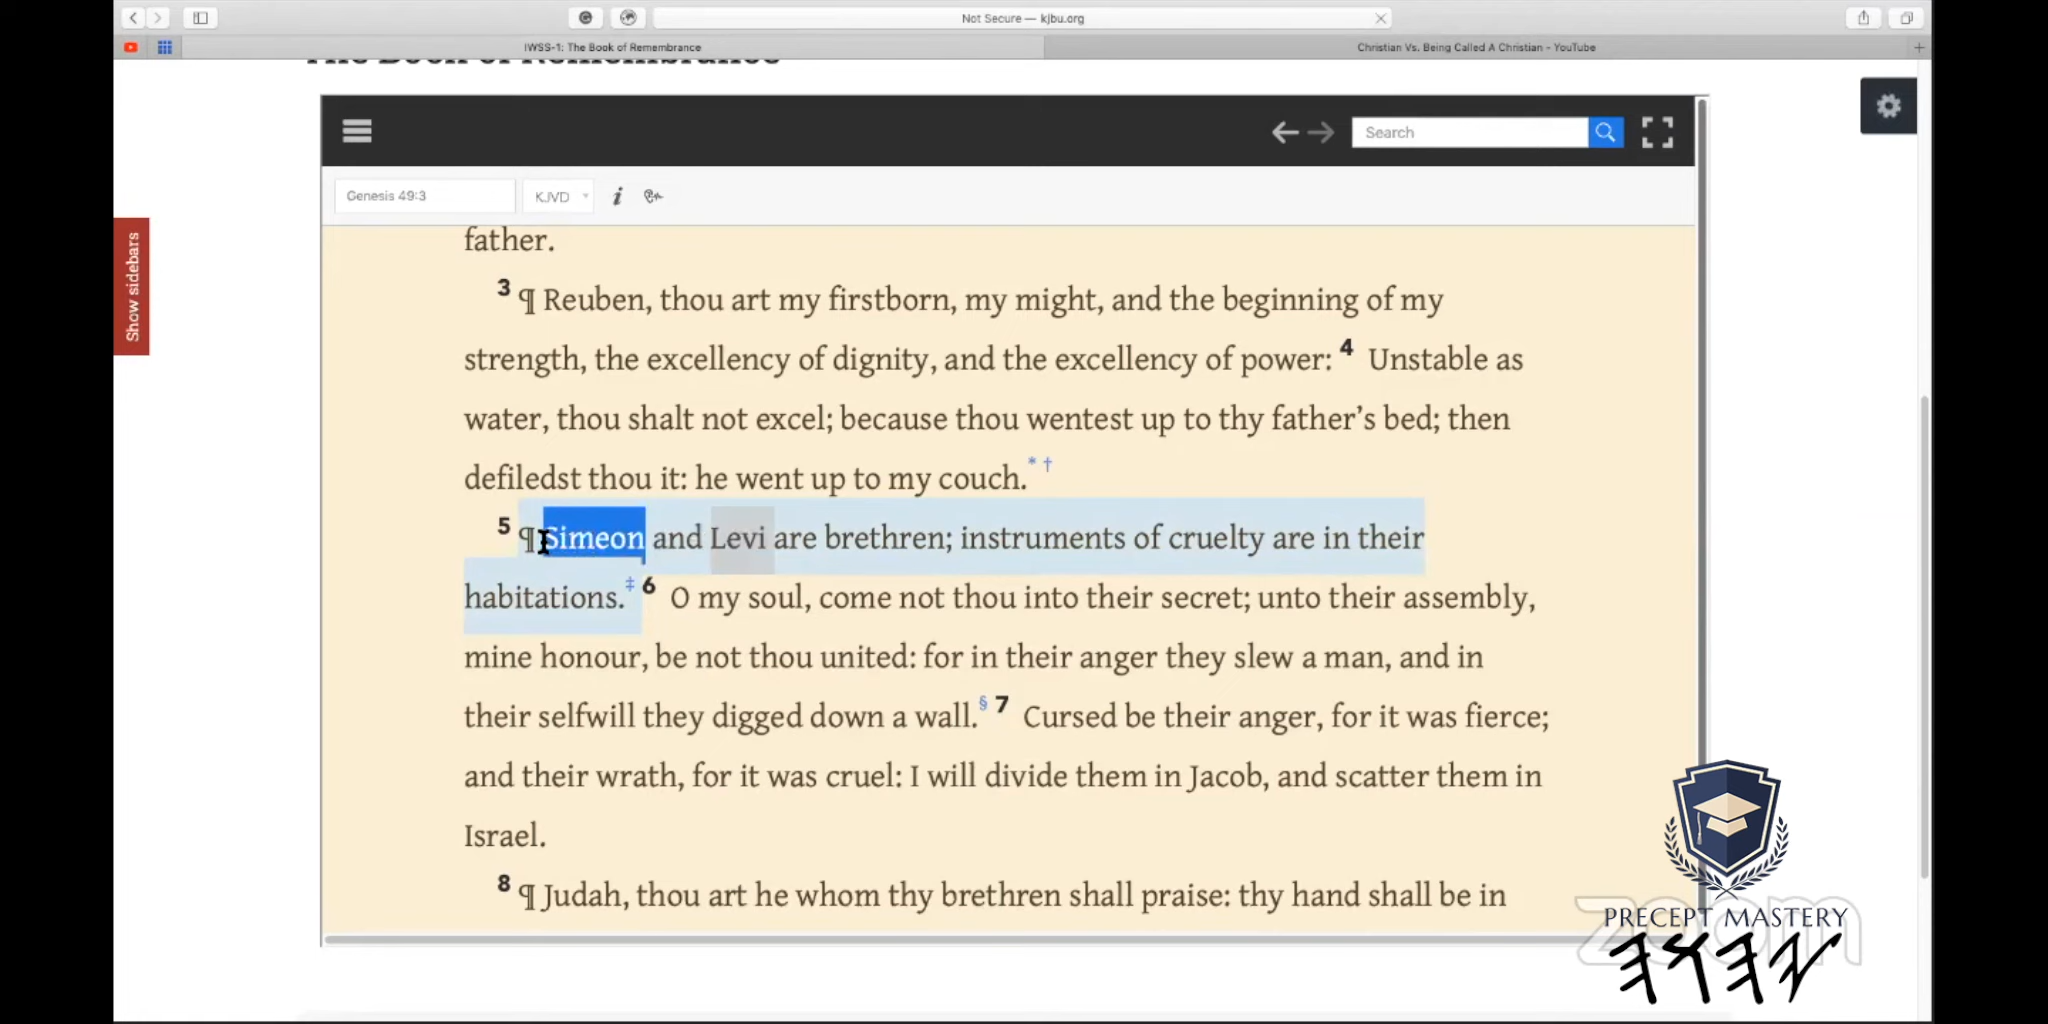 Not Secure — kjbu.org
IWSS-1: The Book of Remembrance
Christian Vs. Being Called A Christian - YouTube
The Book of Remembrance
Search
Genesis 49:3
KJVD
i
Show sidebars
father.
3 ¶ Reuben, thou art my firstborn, my might, and the beginning of my
strength, the excellency of dignity, and the excellency of power: 4 Unstable as
water, thou shalt not excel; because thou wentest up to thy father’s bed; then
defiledst thou it: he went up to my couch. * †
5 ¶ Simeon and Levi are brethren; instruments of cruelty are in their
habitations. ‡ 6 O my soul, come not thou into their secret; unto their assembly,
mine honour, be not thou united: for in their anger they slew a man, and in
their selfwill they digged down a wall. § 7 Cursed be their anger, for it was fierce;
and their wrath, for it was cruel: I will divide them in Jacob, and scatter them in
Israel.
8 ¶ Judah, thou art he whom thy brethren shall praise: thy hand shall be in
PRECEPT MASTERY
zoom